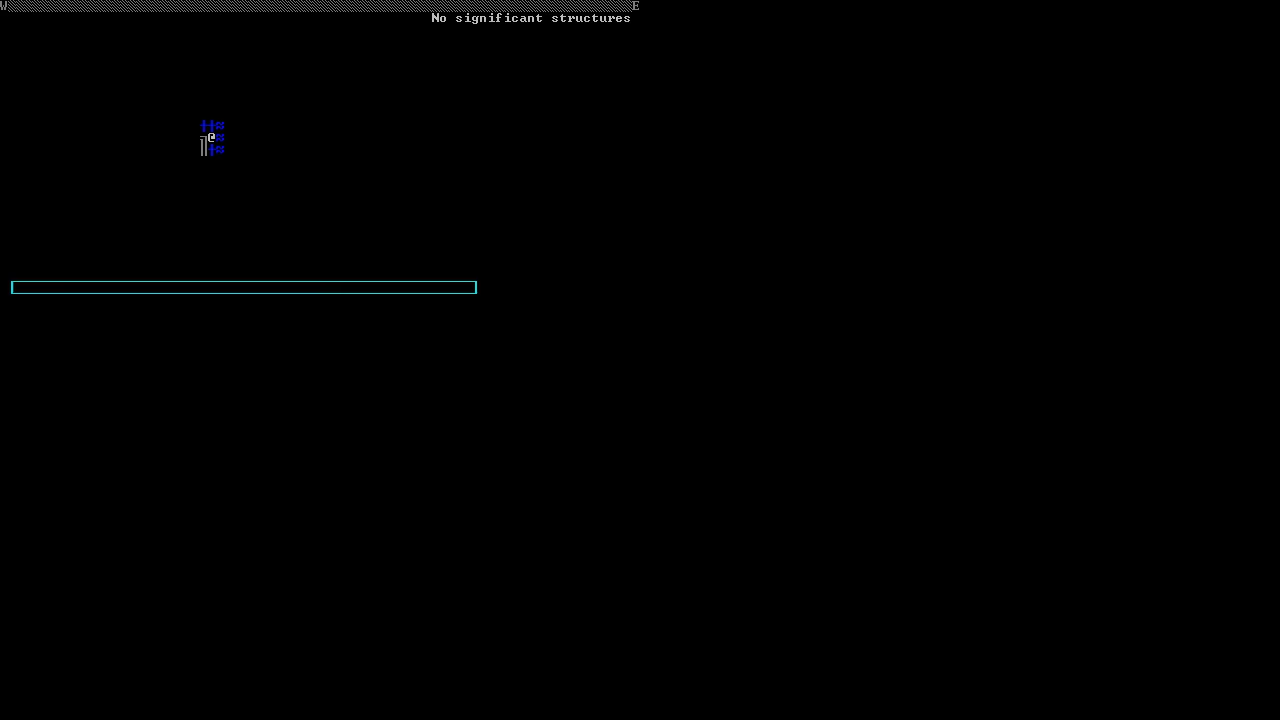 W E
No significant structures
┼┼≈
╗@≈
║┼≈